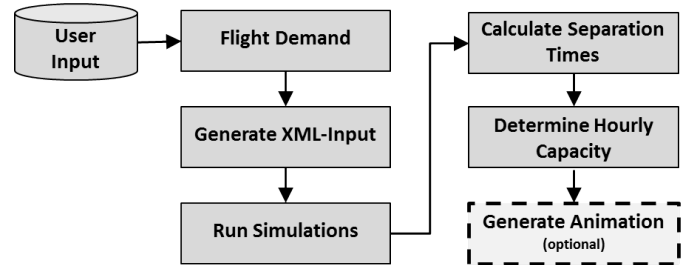 User
Input
Flight Demand
Generate XML-Input
Run Simulations
Calculate Separation
Times
Determine Hourly
Capacity
Generate Animation
(optional)